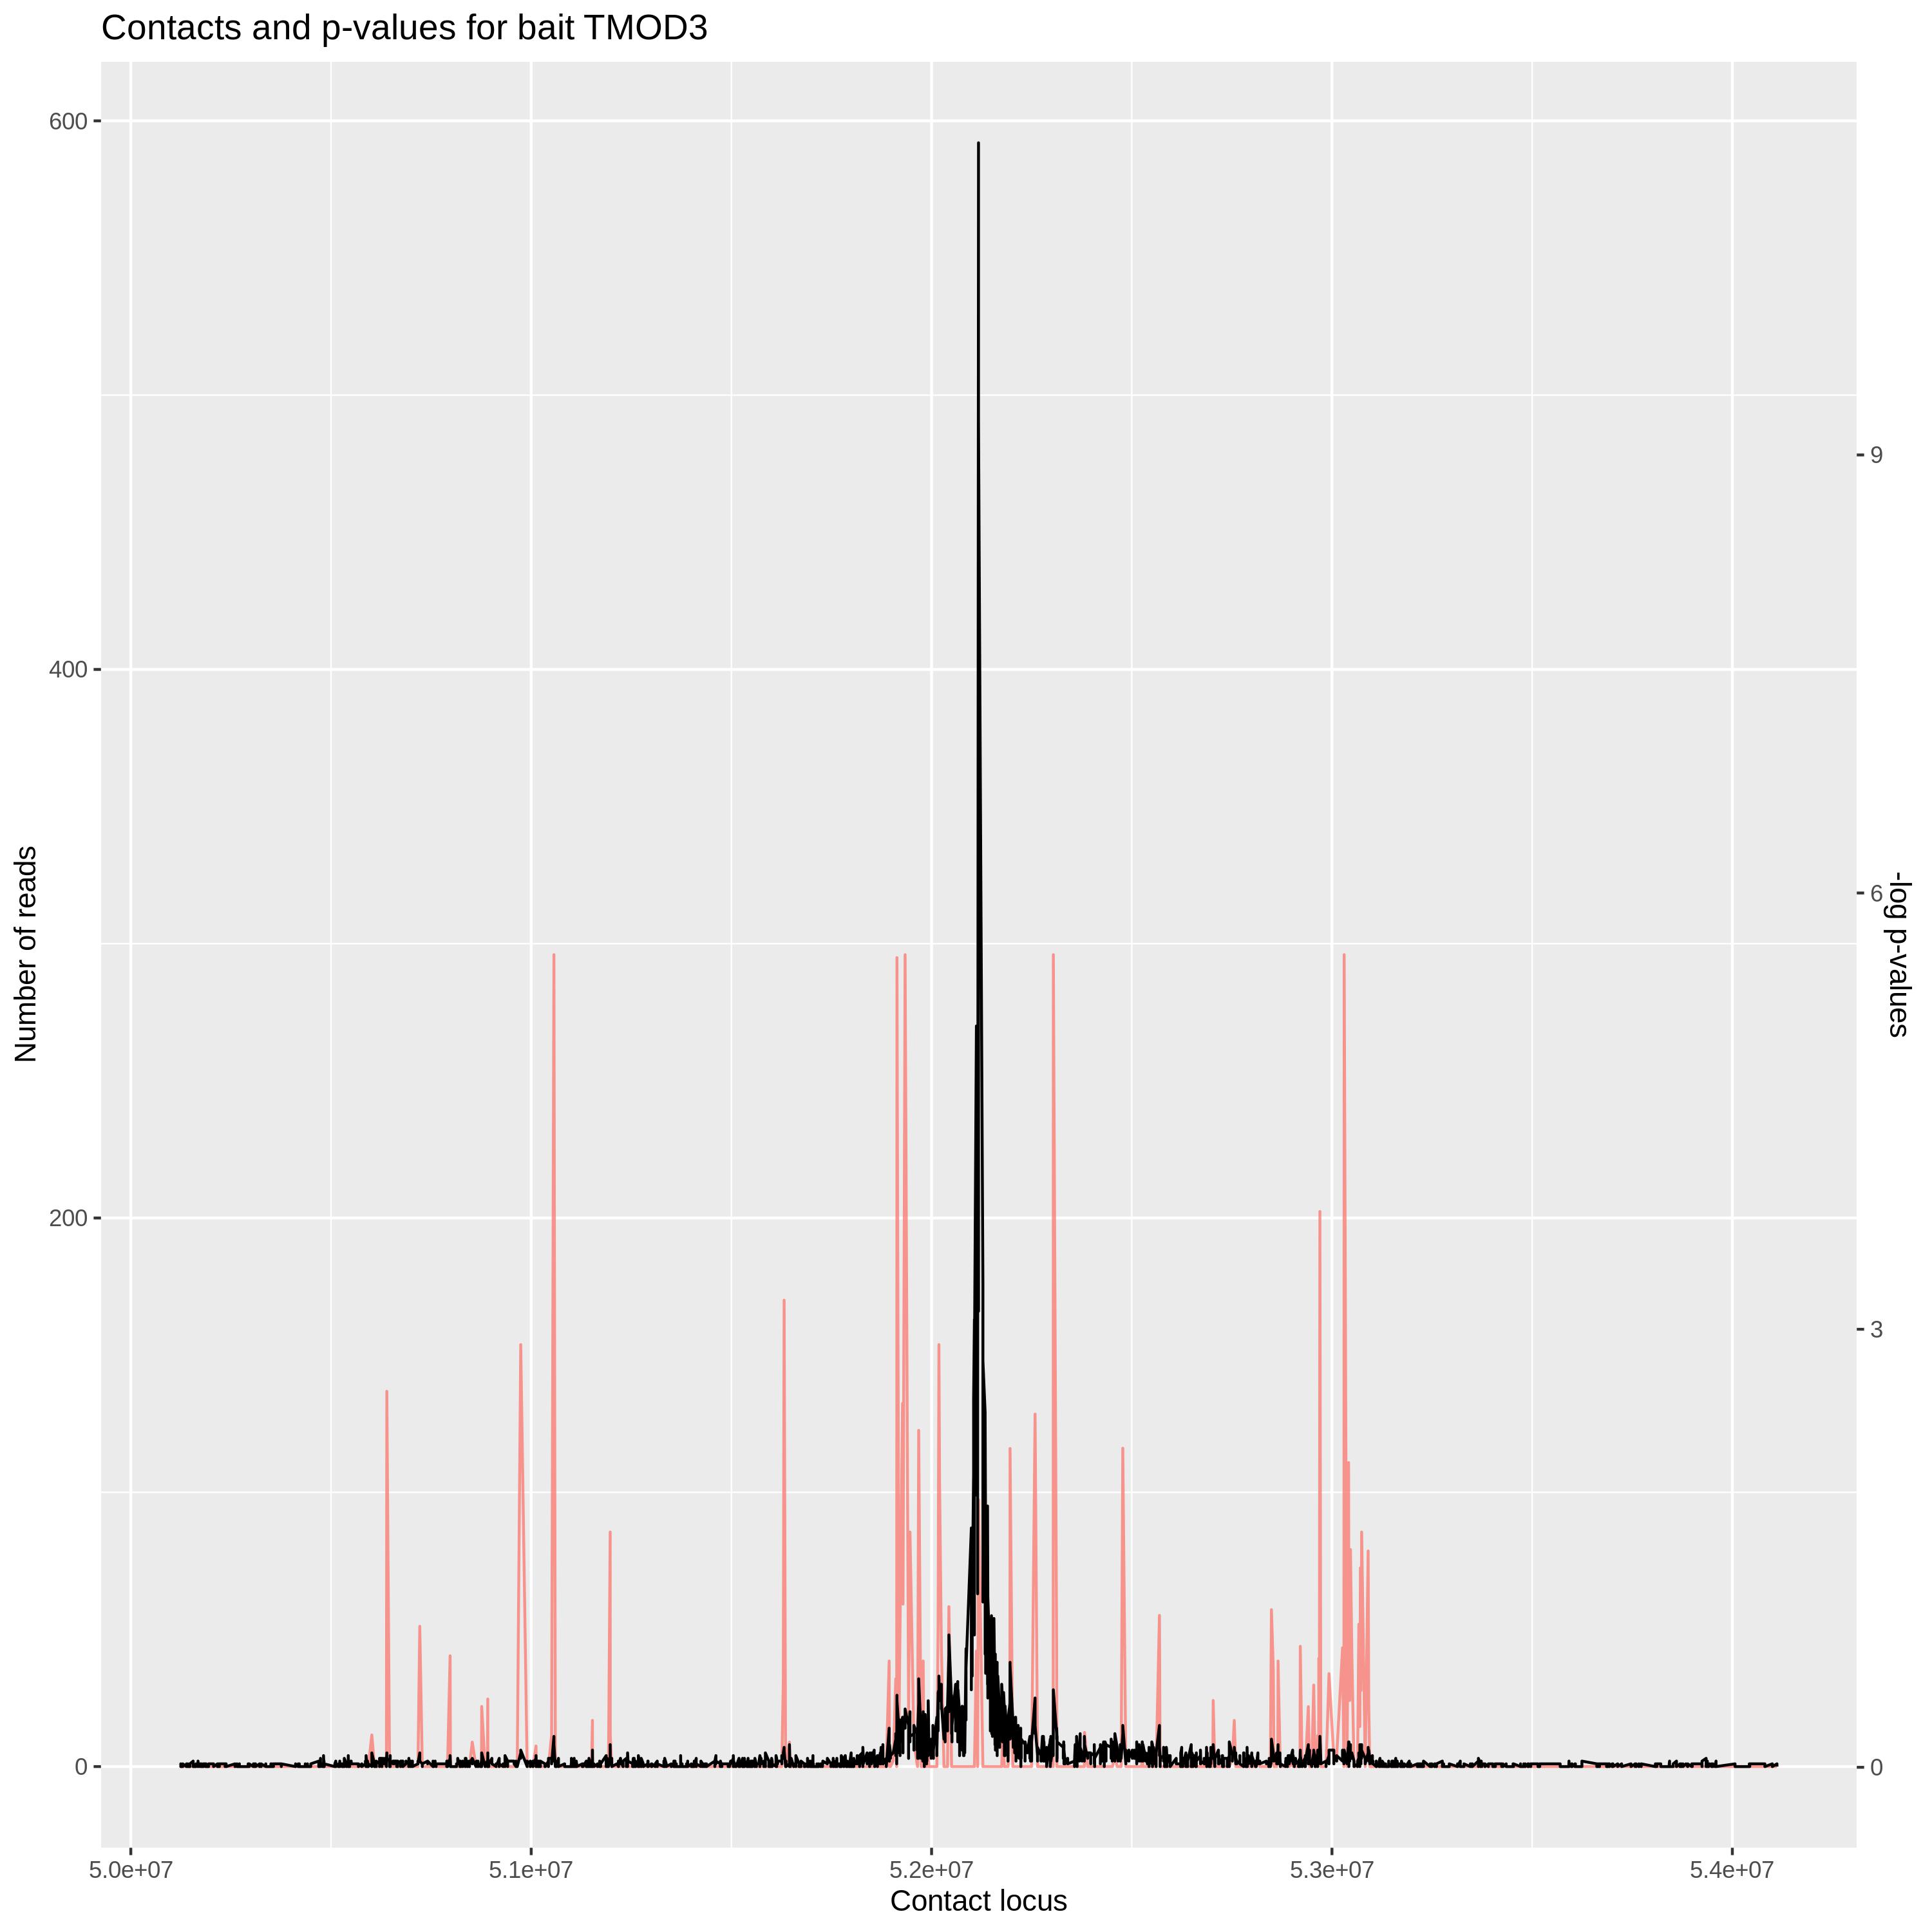 Contacts and p-values for bait TMOD3
600
400
200
0
Number of reads
9
6
3
0
-log p-values
5.0e+07
5.1e+07
5.2e+07
5.3e+07
5.4e+07
Contact locus